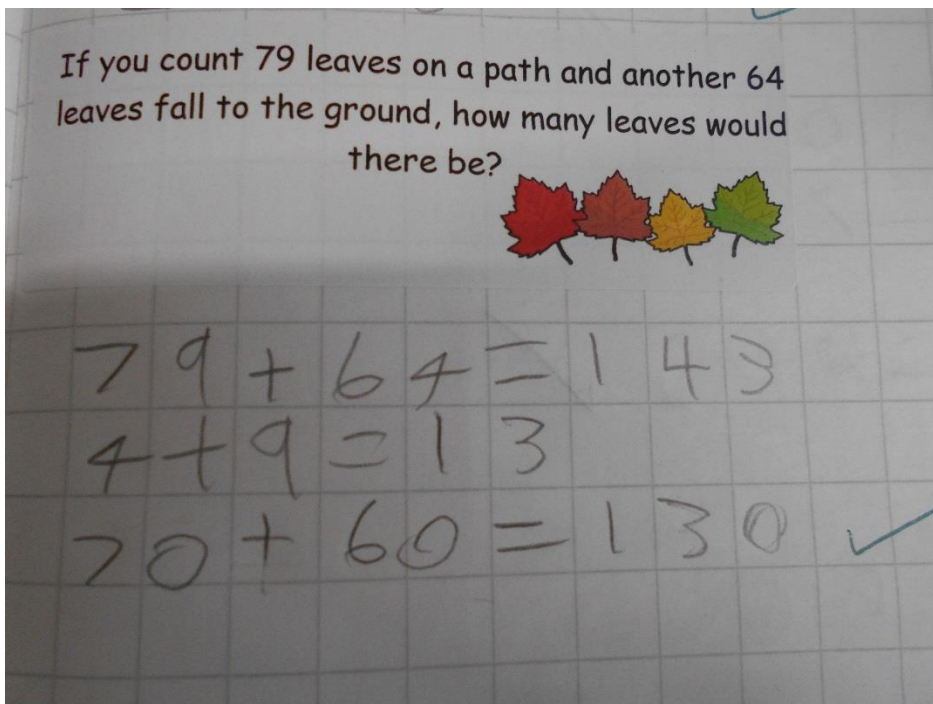 If you count 79 leaves on a path and another 64
leaves fall to the ground, how many leaves would
there be?
79+64=143
4+9=13
70+60=130